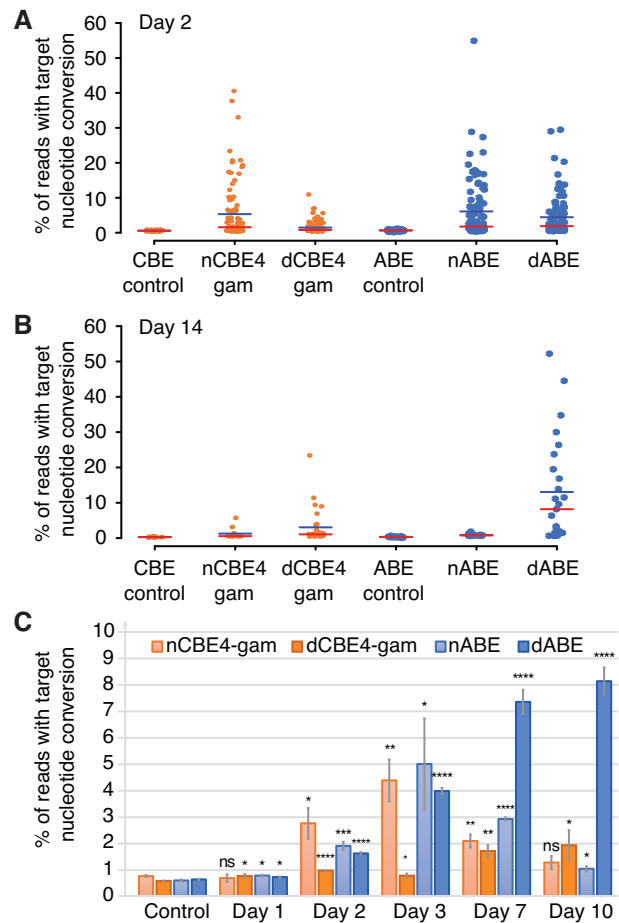 A
Day 2
% of reads with target
nucleotide conversion
60
50
40
30
20
10
0
CBE control
nCBE4 gam
dCBE4 gam
ABE control
nABE
dABE
B
Day 14
% of reads with target
nucleotide conversion
60
50
40
30
20
10
0
CBE control
nCBE4 gam
dCBE4 gam
ABE control
nABE
dABE
C
% of reads with target
nucleotide conversion
10
9
8
7
6
5
4
3
2
1
0
nCBE4-gam dCBE4-gam nABE dABE
ns * * *
* **** *** ****
** * * ****
** ** **** ****
ns * * ****
Control Day 1 Day 2 Day 3 Day 7 Day 10